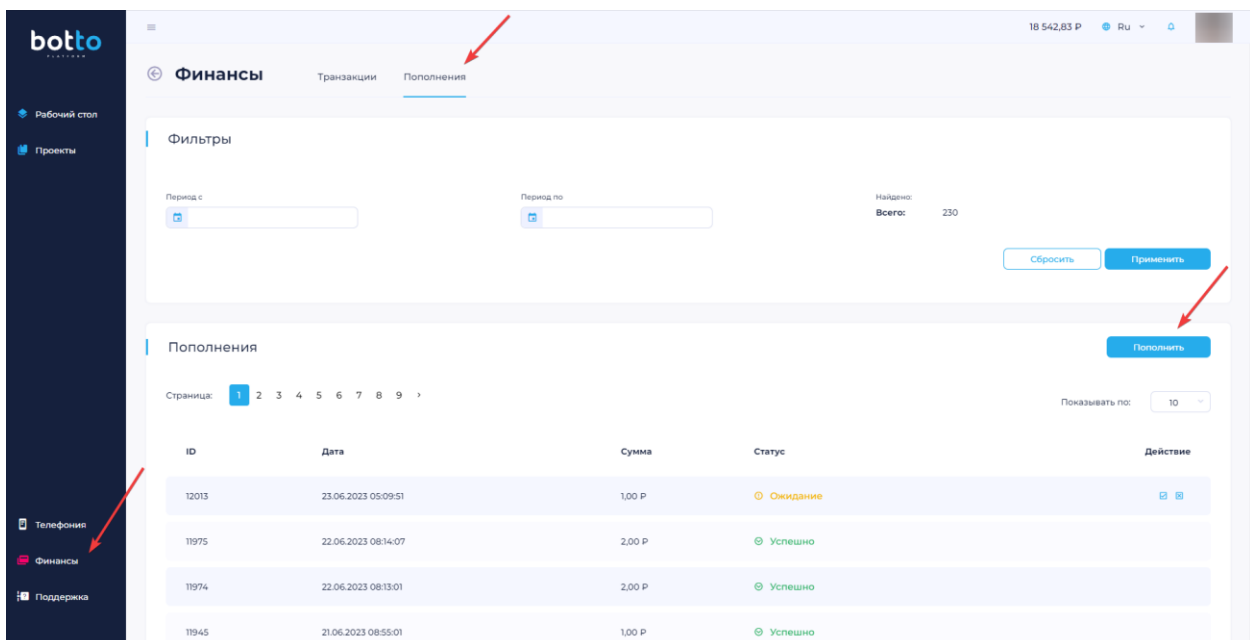 botto
PLATFORM
18 542,83 ₽ Ru
Финансы Транзакции Пополнения
Рабочий стол
Проекты
Фильтры
Период с Период по Найдено:
Всего: 230
Сбросить Применить
Пополнения Пополнить
Страница: 1 2 3 4 5 6 7 8 9 ›
Показывать по: 10
ID Дата Сумма Статус Действие
12013 23.06.2023 05:09:51 1,00 ₽ Ожидание
11975 22.06.2023 08:14:07 2,00 ₽ Успешно
11974 22.06.2023 08:13:01 2,00 ₽ Успешно
11945 21.06.2023 08:55:01 1,00 ₽ Успешно
Телефония
Финансы
Поддержка